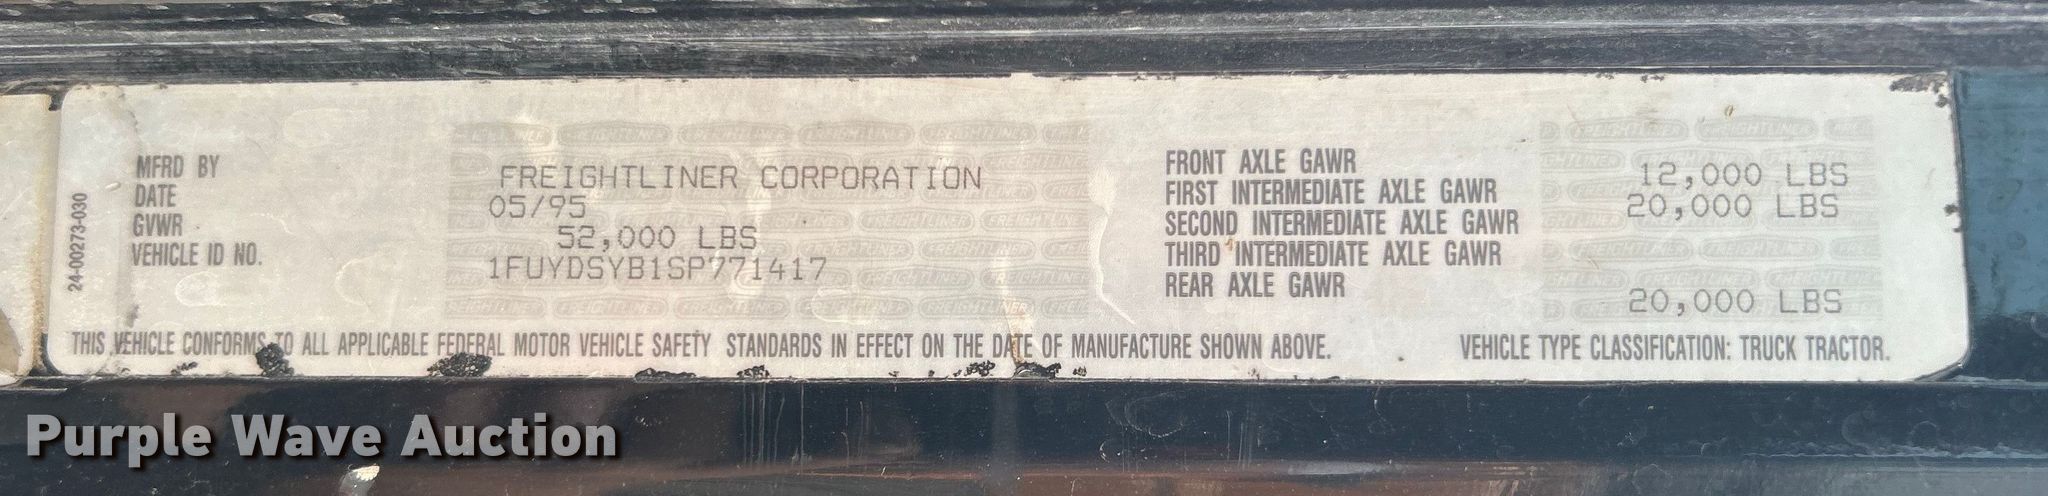 24-00273-030
MFRD BY FREIGHTLINER CORPORATION
DATE 05/95
GVWR 52,000 LBS
VEHICLE ID NO. 1FUYDSYB1SP771417
FRONT AXLE GAWR 12,000 LBS
FIRST INTERMEDIATE AXLE GAWR 20,000 LBS
SECOND INTERMEDIATE AXLE GAWR
THIRD INTERMEDIATE AXLE GAWR
REAR AXLE GAWR 20,000 LBS
THIS VEHICLE CONFORMS TO ALL APPLICABLE FEDERAL MOTOR VEHICLE SAFETY STANDARDS IN EFFECT ON THE DATE OF MANUFACTURE SHOWN ABOVE. VEHICLE TYPE CLASSIFICATION: TRUCK TRACTOR.
Purple Wave Auction